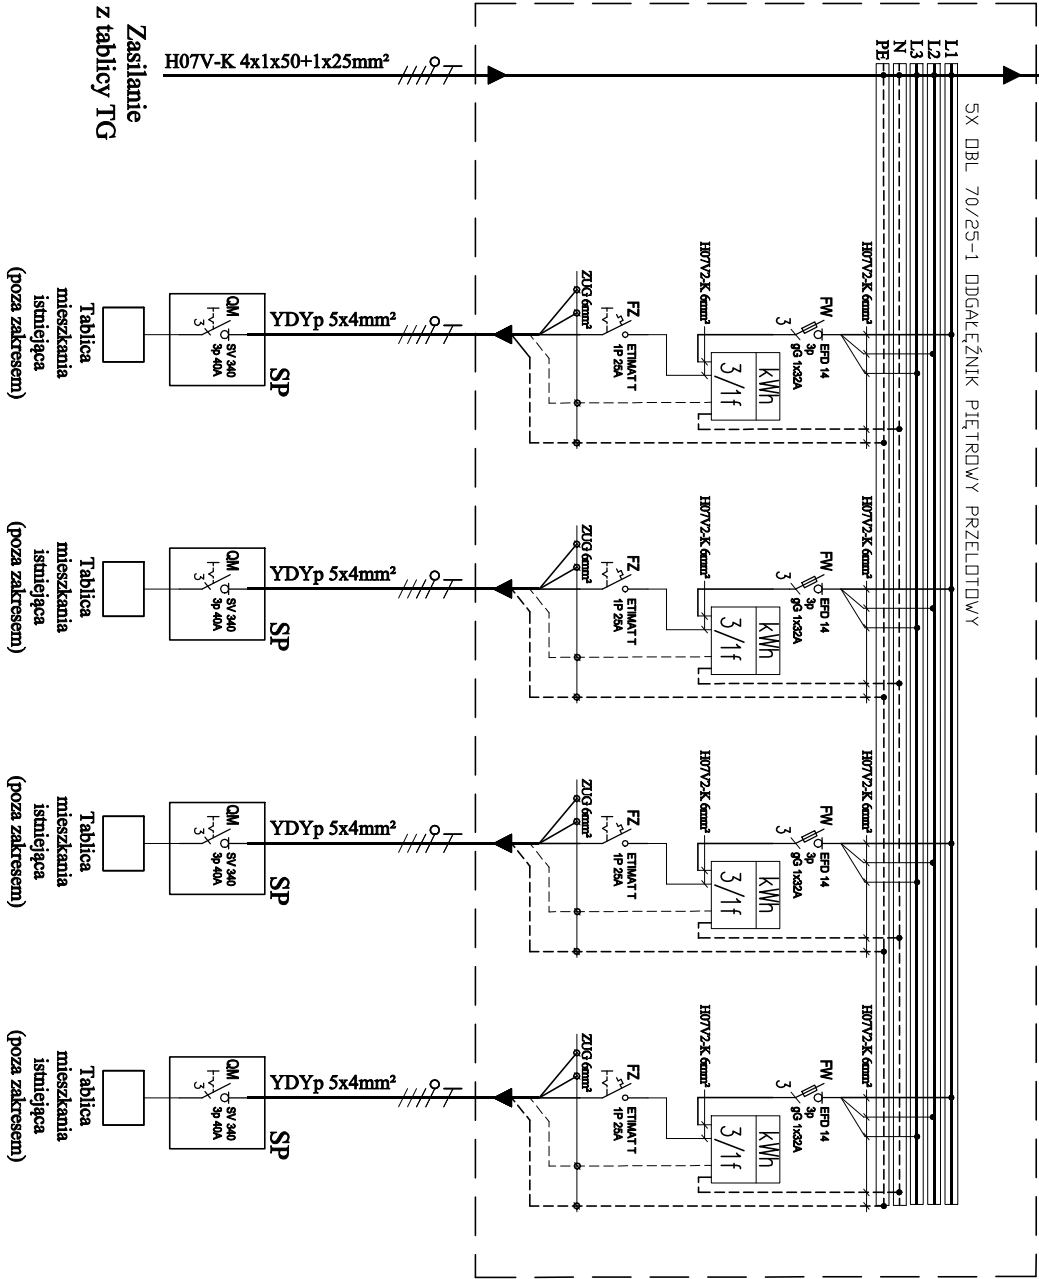 Zasilanie
z tablicy TG
H07V-K 4x1x50+1x25mm²
L1
L2
L3
N
PE
5X OBL 70/25-1 ODGAŁĘŹNIK PIĘTROWY PRZELOTOWY
H07V2-K 6mm²
FW
EFD 14
3p
gG 1x32A
3
H07V2-K 6mm²
kWh
3/1f
FZ
ETIMAT T
1P 25A
ZUG 6mm²
YDYp 5x4mm²
SP
QM
SV 340
3p 40A
3
Tablica
mieszkania
istniejąca
(poza zakresem)
H07V2-K 6mm²
FW
EFD 14
3p
gG 1x32A
3
H07V2-K 6mm²
kWh
3/1f
FZ
ETIMAT T
1P 25A
ZUG 6mm²
YDYp 5x4mm²
SP
QM
SV 340
3p 40A
3
Tablica
mieszkania
istniejąca
(poza zakresem)
H07V2-K 6mm²
FW
EFD 14
3p
gG 1x32A
3
H07V2-K 6mm²
kWh
3/1f
FZ
ETIMAT T
1P 25A
ZUG 6mm²
YDYp 5x4mm²
SP
QM
SV 340
3p 40A
3
Tablica
mieszkania
istniejąca
(poza zakresem)
H07V2-K 6mm²
FW
EFD 14
3p
gG 1x32A
3
H07V2-K 6mm²
kWh
3/1f
FZ
ETIMAT T
1P 25A
ZUG 6mm²
YDYp 5x4mm²
SP
QM
SV 340
3p 40A
3
Tablica
mieszkania
istniejąca
(poza zakresem)